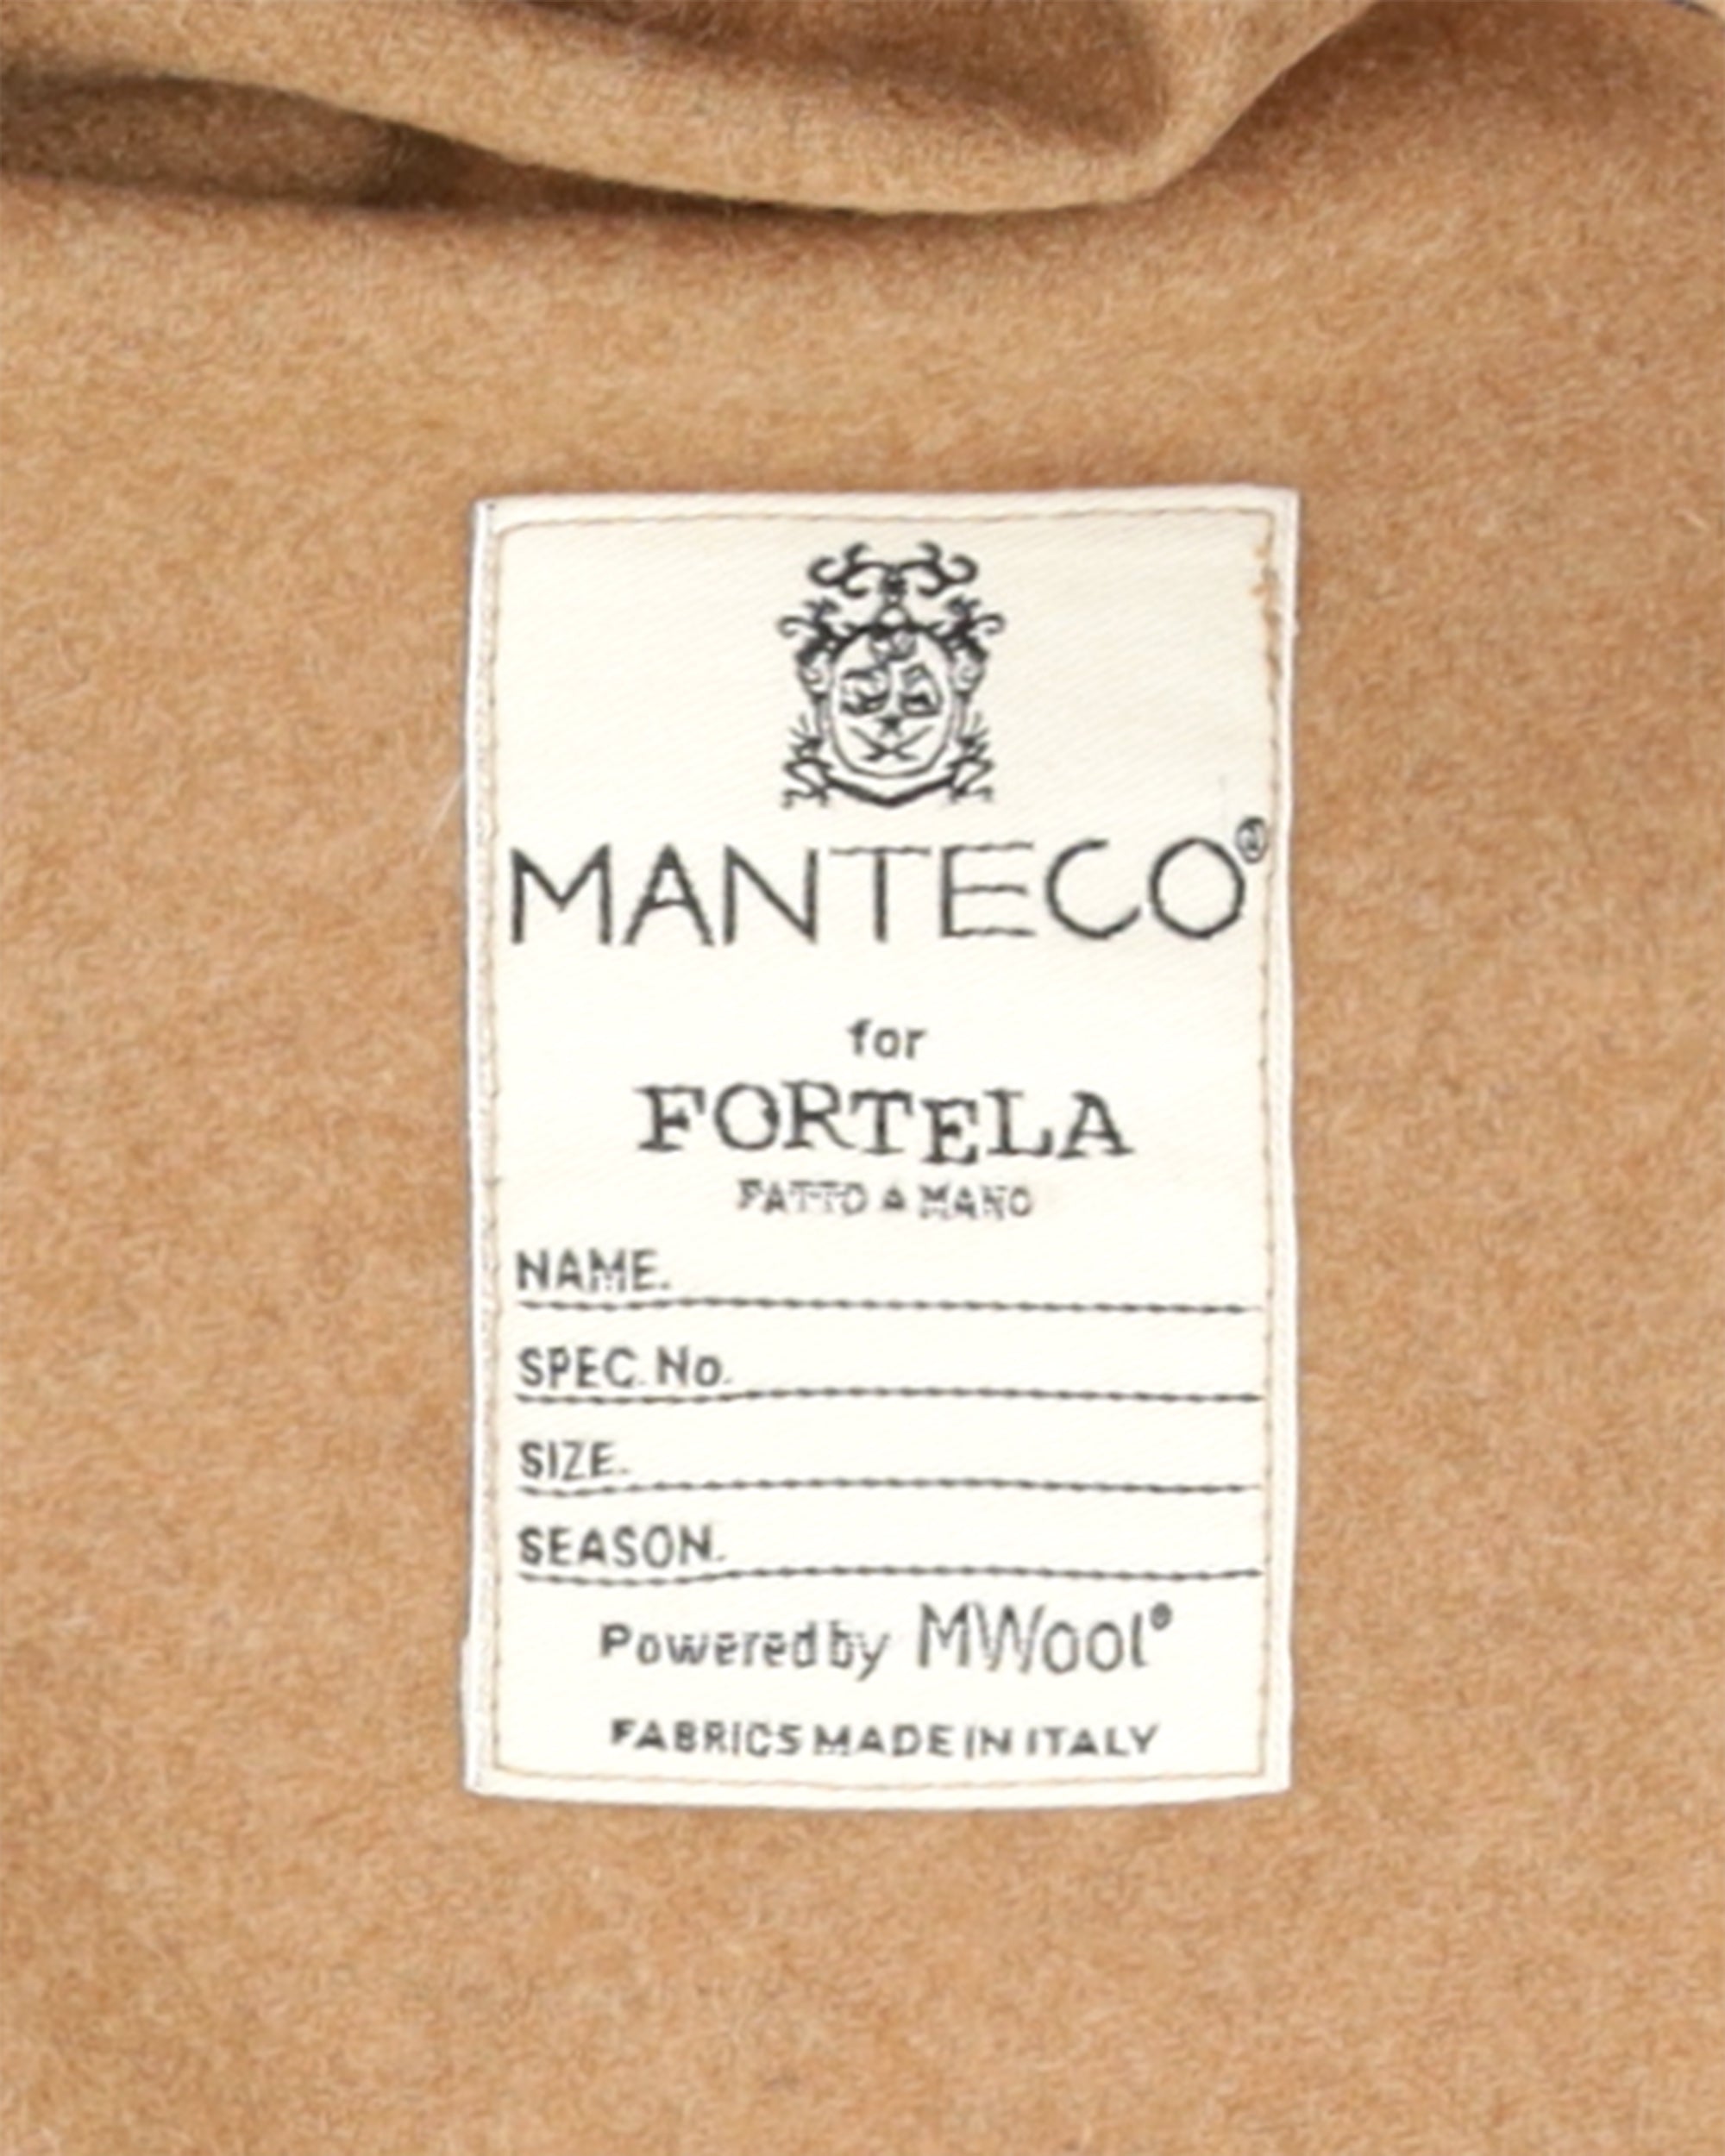 MANTECO®
for
FORTELA
FATTO A MANO
NAME.
SPEC. No.
SIZE.
SEASON.
Powered by MWool®
FABRICS MADE IN ITALY